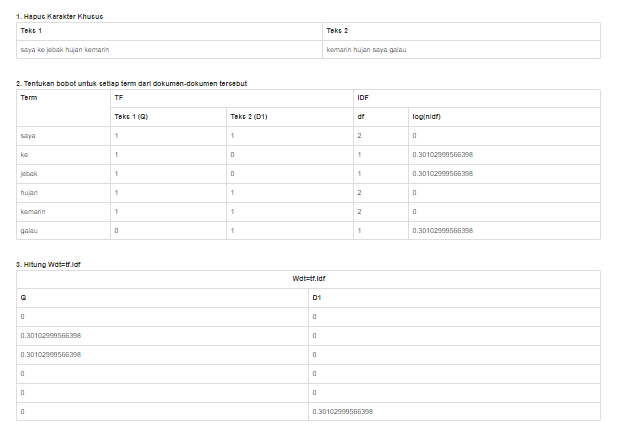 1. Hapus Karakter Khusus
Teks 1 Teks 2
saya ke jebak hujan kemarin kemarin hujan saya galau
2. Tentukan bobot untuk setiap term dari dokumen-dokumen tersebut
Term TF IDF
Teks 1 (Q) Teks 2 (D1) df log(n/df)
saya 1 1 2 0
ke 1 0 1 0.30102999566398
jebak 1 0 1 0.30102999566398
hujan 1 1 2 0
kemarin 1 1 2 0
galau 0 1 1 0.30102999566398
3. Hitung Wdt=tf.idf
Wdt=tf.idf
Q D1
0 0
0.30102999566398 0
0.30102999566398 0
0 0
0 0
0 0.30102999566398